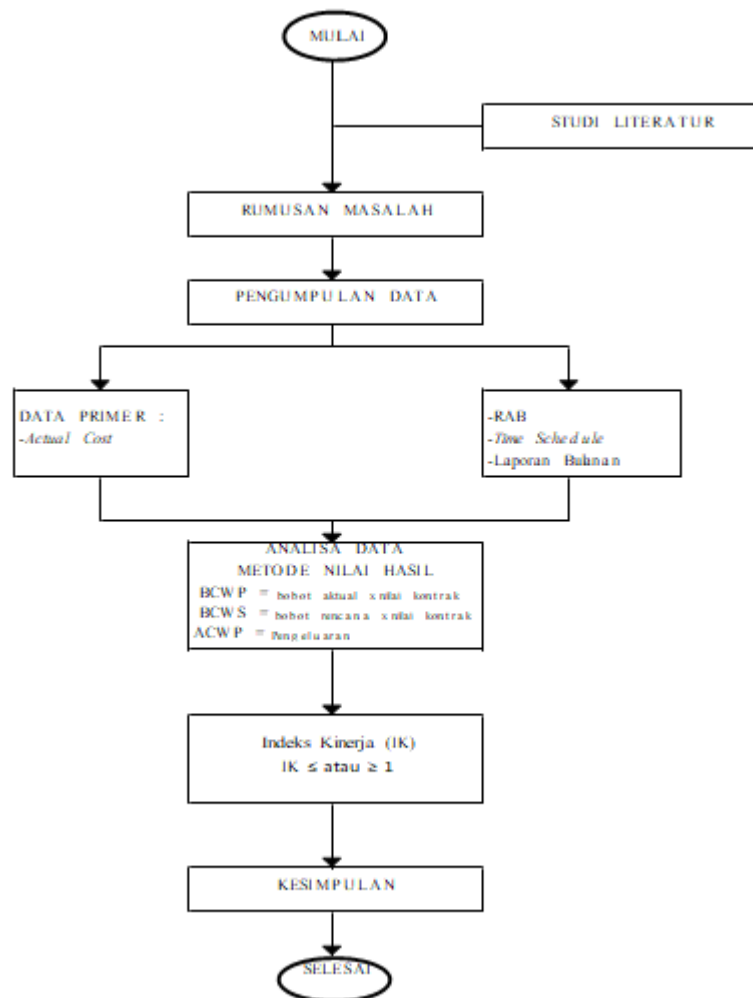 MULAI
STUDI LITERATUR
RUMUSAN MASALAH
PENGUMPULAN DATA
DATA PRIMER :
-Actual Cost
-RAB
-Time Schedule
-Laporan Bulanan
ANALISA DATA
METODE NILAI HASIL
BCWP = bobot aktual x nilai kontrak
BCWS = bobot rencana x nilai kontrak
ACWP = Pengeluaran
Indeks Kinerja (IK)
IK ≤ atau ≥ 1
KESIMPULAN
SELESAI